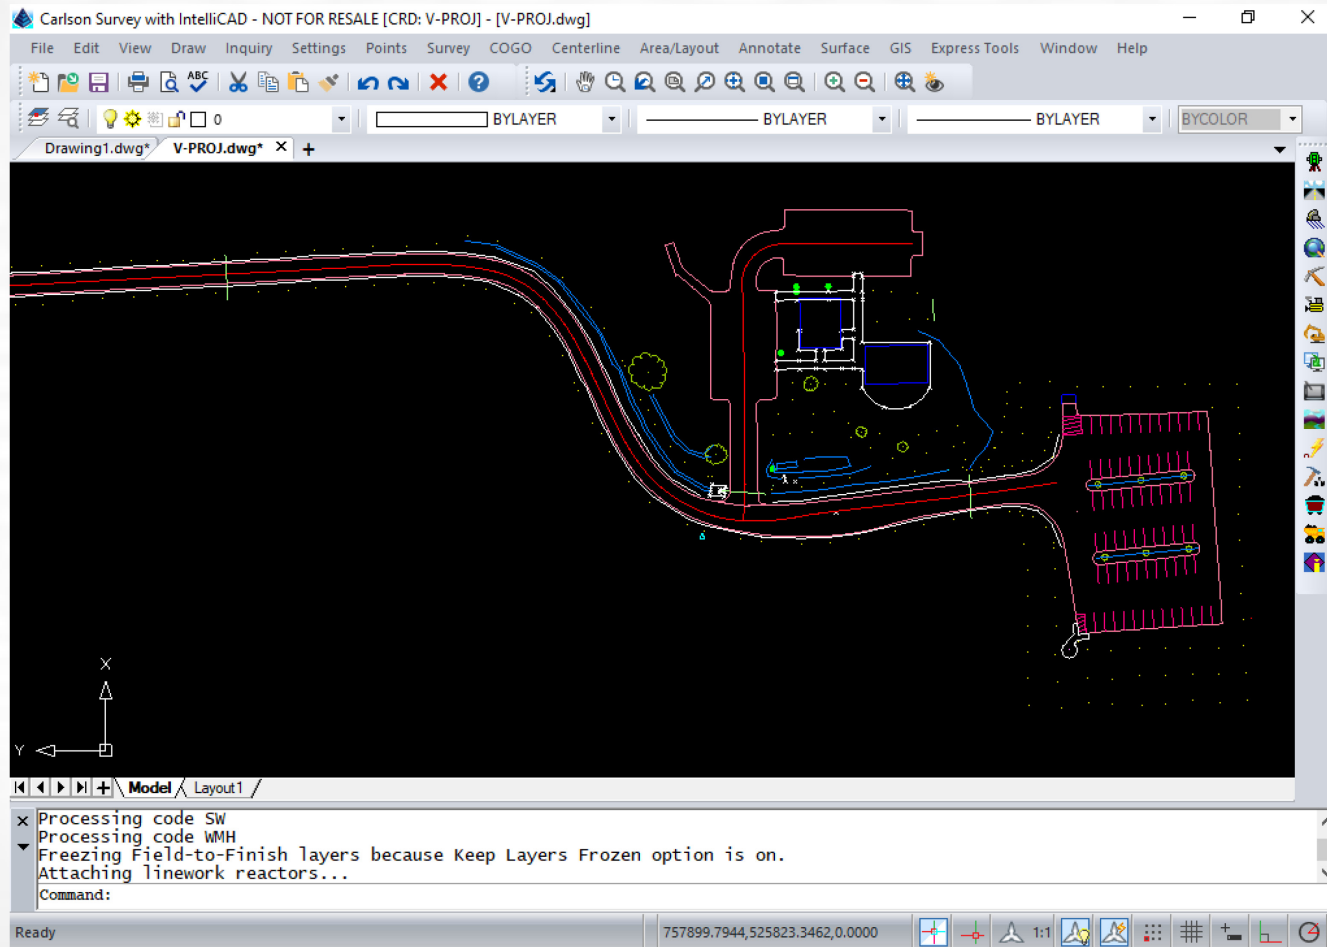 Carlson Survey with IntelliCAD - NOT FOR RESALE [CRD: V-PROJ] - [V-PROJ.dwg]
File Edit View Draw Inquiry Settings Points Survey COGO Centerline Area/Layout Annotate Surface GIS Express Tools Window Help
ABC
0 BYLAYER BYLAYER BYLAYER BYCOLOR
Drawing1.dwg* V-PROJ.dwg*
X
Y
Model Layout1
Processing code SW
Processing code WMH
Freezing Field-to-Finish layers because Keep Layers Frozen option is on.
Attaching linework reactors...
Command:
Ready 757899.7944,525823.3462,0.0000 1:1